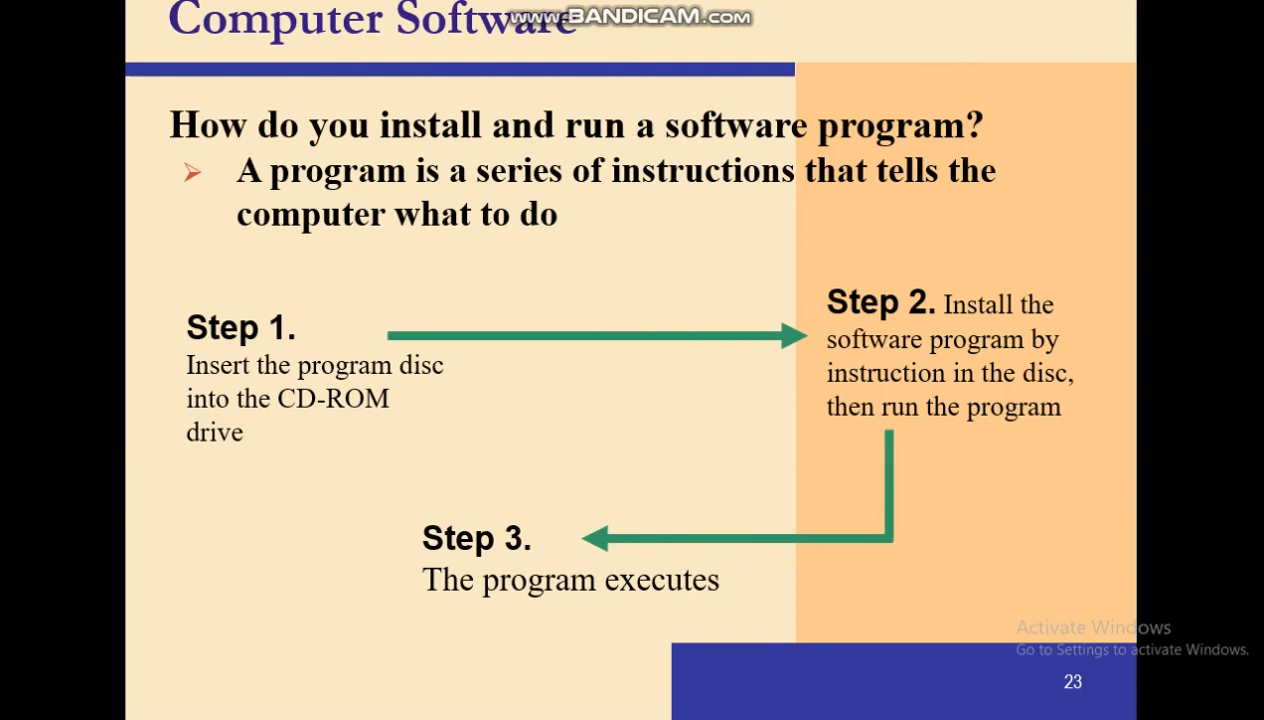 Computer Software
www.BANDICAM.com
How do you install and run a software program?
A program is a series of instructions that tells the
computer what to do
Step 1.
Insert the program disc
into the CD-ROM
drive
Step 2. Install the
software program by
instruction in the disc,
then run the program
Step 3.
The program executes
Activate Windows
Go to Settings to activate Windows.
23